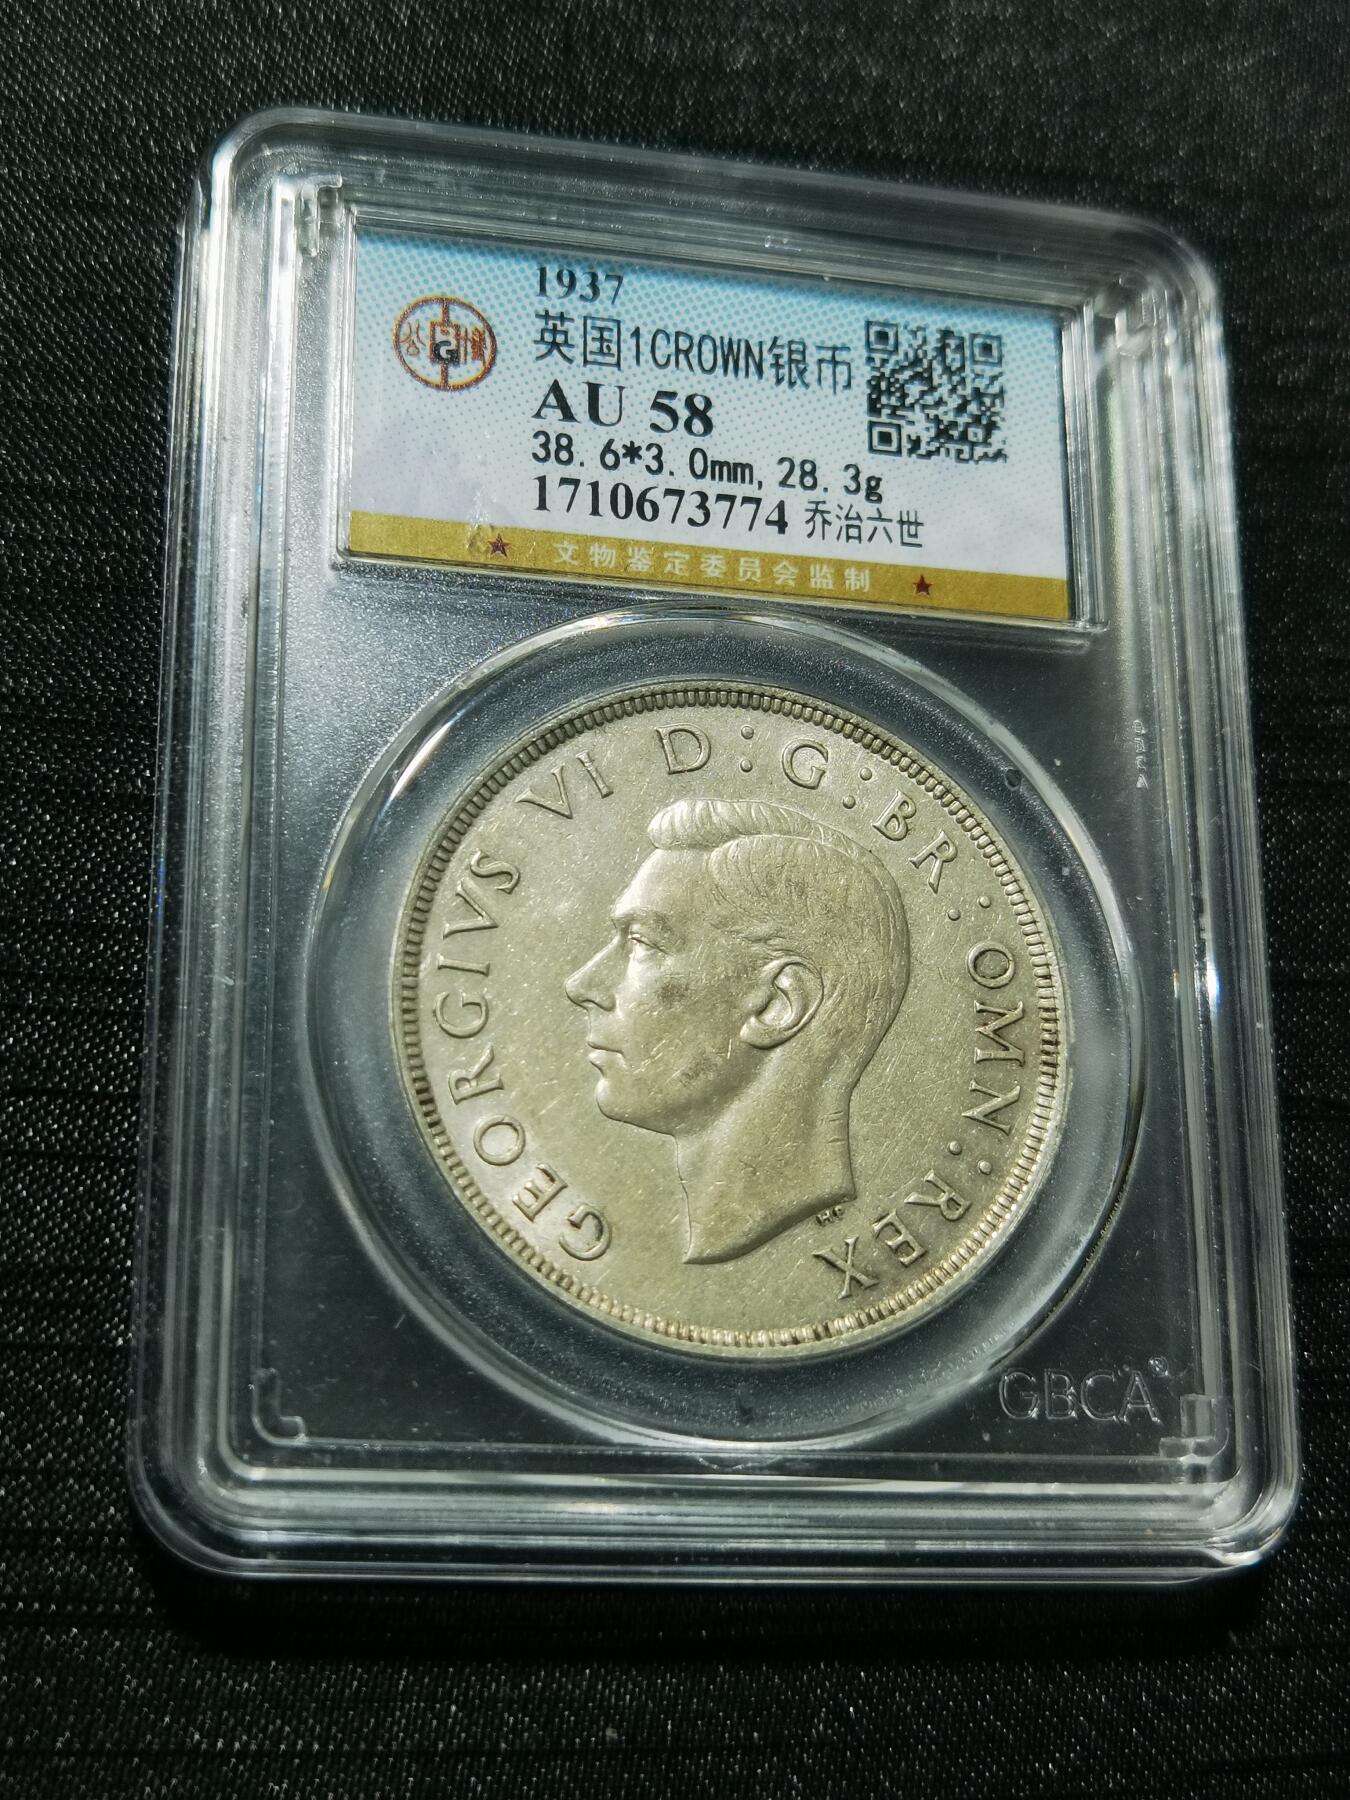 1937
英国1CROWN银币
AU 58
38.6*3.0mm,28.3g
1710673774 乔治六世
★ 文物鉴定委员会监制 ★
G
GEORGIVS VI D:G:BR:OMN:REX
HP
GBCA
GBCA